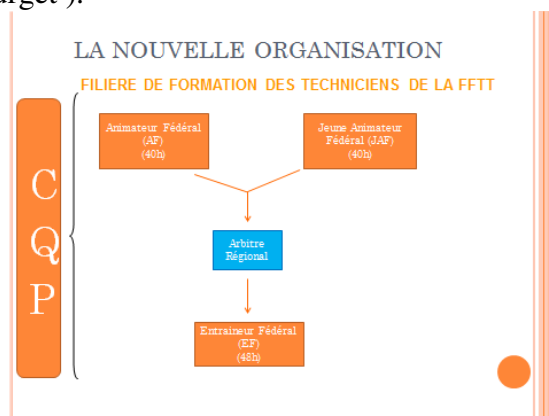 urget ).
LA NOUVELLE ORGANISATION
FILIERE DE FORMATION DES TECHNICIENS DE LA FFTT
C
Q
P
Animateur Fédéral
(AF)
(40h)
Jeune Animateur
Fédéral (JAF)
(40h)
Arbitre
Régional
Entraineur Fédéral
(EF)
(48h)